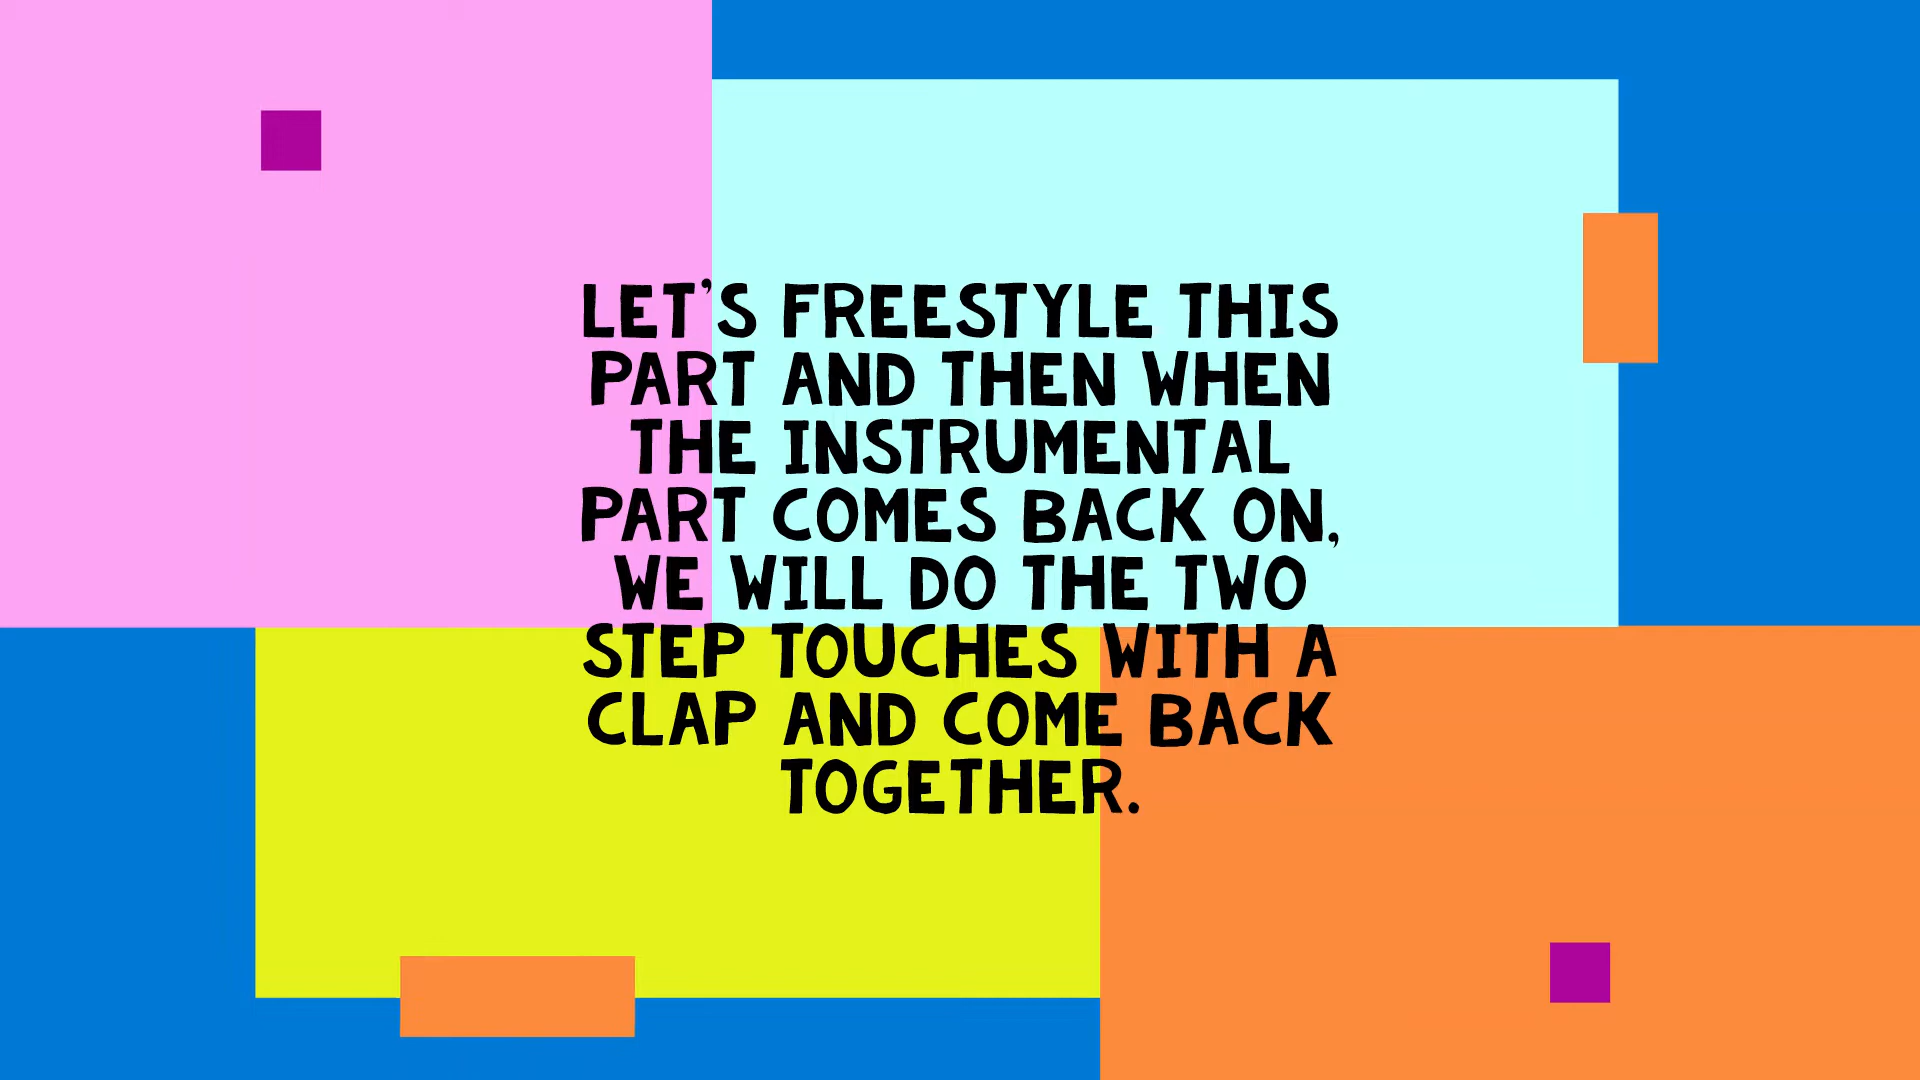 LET'S FREESTYLE THIS
PART AND THEN WHEN
THE INSTRUMENTAL
PART COMES BACK ON,
WE WILL DO THE TWO
STEP TOUCHES WITH A
CLAP AND COME BACK
TOGETHER.